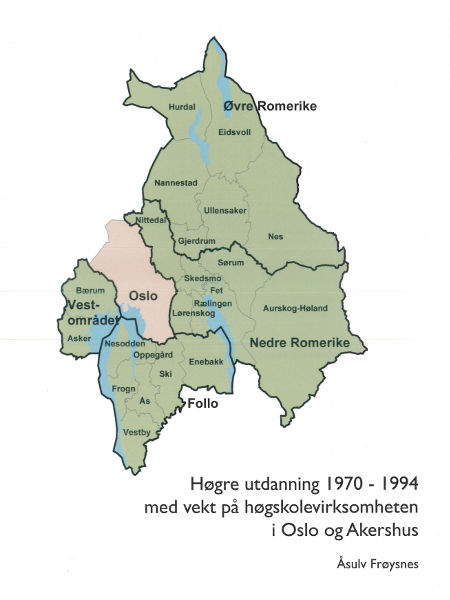 Hurdal
Øvre Romerike
Eidsvoll
Nannestad
Ullensaker
Nittedal
Gjerdrum
Nes
Sørum
Skedsmo
Fet
Bærum
Oslo
Rælingen
Vest-
Lørenskog
Aurskog-Høland
området
Asker
Nesodden
Nedre Romerike
Oppegård
Enebakk
Ski
Frogn
Ås
Follo
Vestby
Høgre utdanning 1970 - 1994
med vekt på høgskolevirksomheten
i Oslo og Akershus
Åsulv Frøysnes